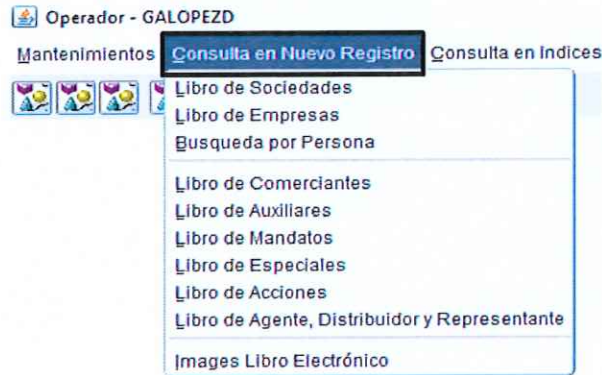 Operador - GALOPEZD
Mantenimientos Consulta en Nuevo Registro Consulta en Indices
Libro de Sociedades
Libro de Empresas
Busqueda por Persona
Libro de Comerciantes
Libro de Auxiliares
Libro de Mandatos
Libro de Especiales
Libro de Acciones
Libro de Agente, Distribuidor y Representante
Images Libro Electrónico